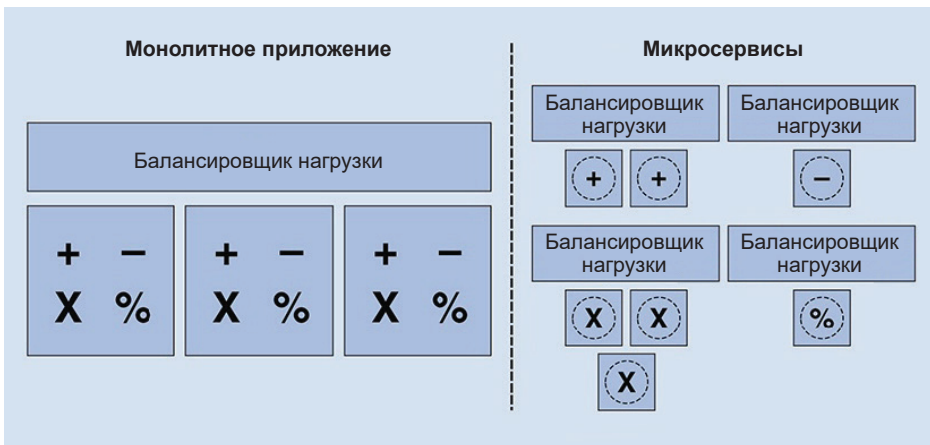 Монолитное приложение
Балансировщик нагрузки
+ − + − + −
X % X % X %
Микросервисы
Балансировщик
нагрузки
+ +
Балансировщик
нагрузки
−
Балансировщик
нагрузки
X X
X
Балансировщик
нагрузки
%